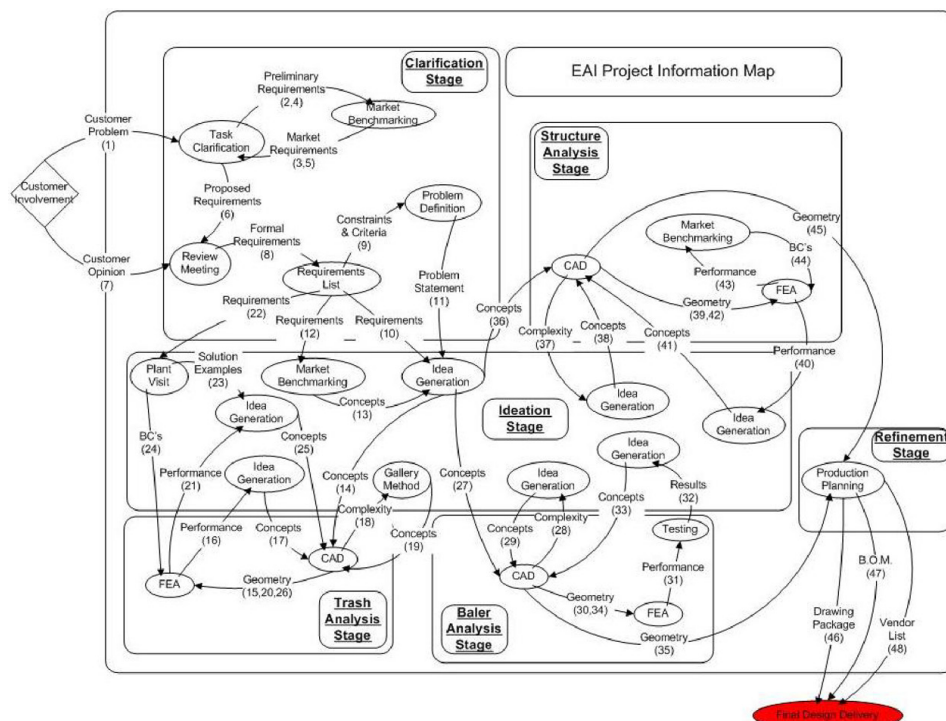 EAI Project Information Map
Clarification
Stage
Preliminary
Requirements
(2,4)
Market
Benchmarking
Customer
Problem
(1)
Task
Clarification
Market
Requirements
(3,5)
Customer
Involvement
Proposed
Requirements
(6)
Customer
Opinion
(7)
Review
Meeting
Formal
Requirements
(8)
Constraints
& Criteria
(9)
Problem
Definition
Requirements
List
Problem
Statement
(11)
Requirements
(22)
Requirements
(12)
Requirements
(10)
Structure
Analysis
Stage
Market
Benchmarking
Geometry
(45)
BC's
(44)
Performance
(43)
CAD
FEA
Geometry
(39,42)
Concepts
(36)
Complexity
(37)
Concepts
(38)
Concepts
(41)
Performance
(40)
Plant
Visit
Solution
Examples
(23)
Market
Benchmarking
Idea
Generation
Concepts
(13)
Ideation
Stage
Idea
Generation
Idea
Generation
Idea
Generation
BC's
(24)
Concepts
(25)
Performance
(21)
Idea
Generation
Concepts
(14)
Gallery
Method
Concepts
(27)
Idea
Generation
Idea
Generation
Results
(32)
Performance
(16)
Concepts
(17)
Complexity
(18)
Concepts
(19)
Concepts
(29)
Complexity
(28)
Concepts
(33)
Refinement
Stage
Production
Planning
FEA
CAD
Geometry
(15,20,26)
Trash
Analysis
Stage
CAD
Testing
Performance
(31)
Geometry
(30,34)
FEA
Baler
Analysis
Stage
Geometry
(35)
B.O.M.
(47)
Drawing
Package
(46)
Vendor
List
(48)
Final Design Delivery